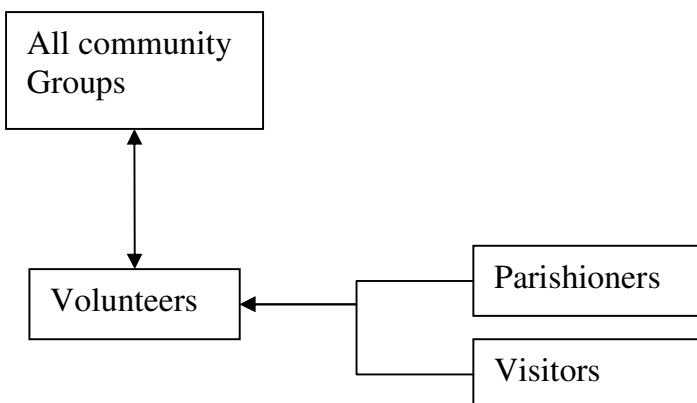 All community
Groups
Volunteers
Parishioners
Visitors